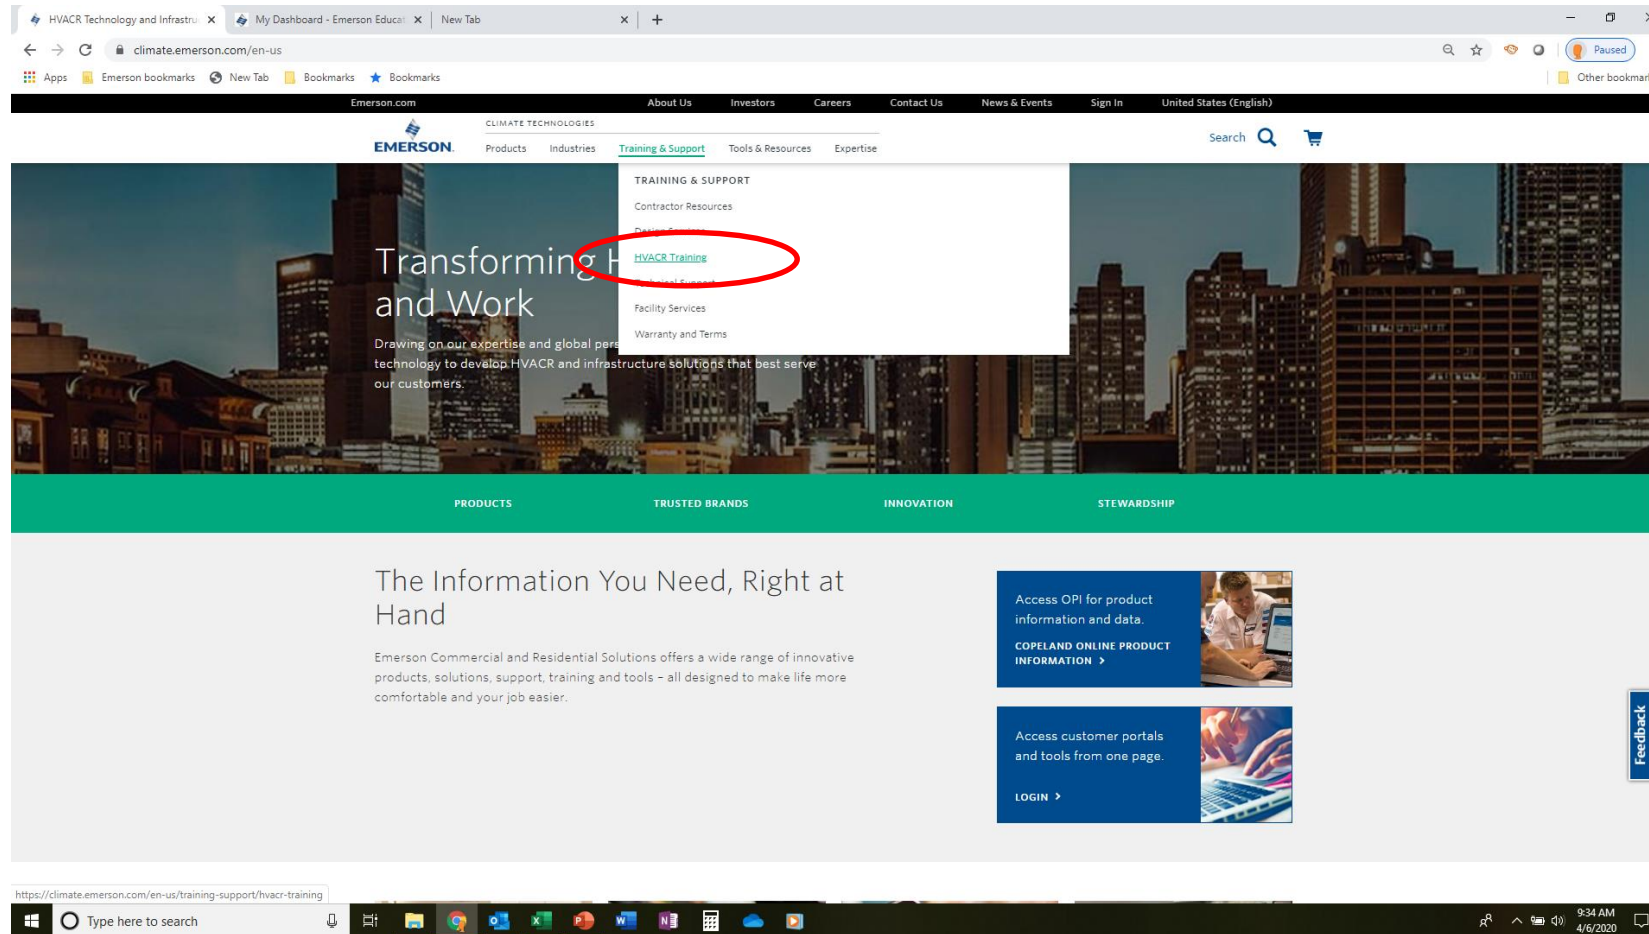 HVACR Technology and Infrastru
My Dashboard - Emerson Educat
New Tab
climate.emerson.com/en-us
Paused
Apps
Emerson bookmarks
New Tab
Bookmarks
Bookmarks
Other bookmar
Emerson.com
About Us
Investors
Careers
Contact Us
News & Events
Sign In
United States (English)
EMERSON.
CLIMATE TECHNOLOGIES
Products
Industries
Training & Support
Tools & Resources
Expertise
Search
TRAINING & SUPPORT
Contractor Resources
Design Services
HVACR Training
Technical Support
Facility Services
Warranty and Terms
Transforming H
and Work
Drawing on our expertise and global pers
technology to develop HVACR and infrastructure solutions that best serve
our customers.
PRODUCTS
TRUSTED BRANDS
INNOVATION
STEWARDSHIP
The Information You Need, Right at
Hand
Emerson Commercial and Residential Solutions offers a wide range of innovative
products, solutions, support, training and tools – all designed to make life more
comfortable and your job easier.
Access OPI for product
information and data.
COPELAND ONLINE PRODUCT
INFORMATION >
Access customer portals
and tools from one page.
LOGIN >
Feedback
https://climate.emerson.com/en-us/training-support/hvacr-training
Type here to search
9:34 AM
4/6/2020